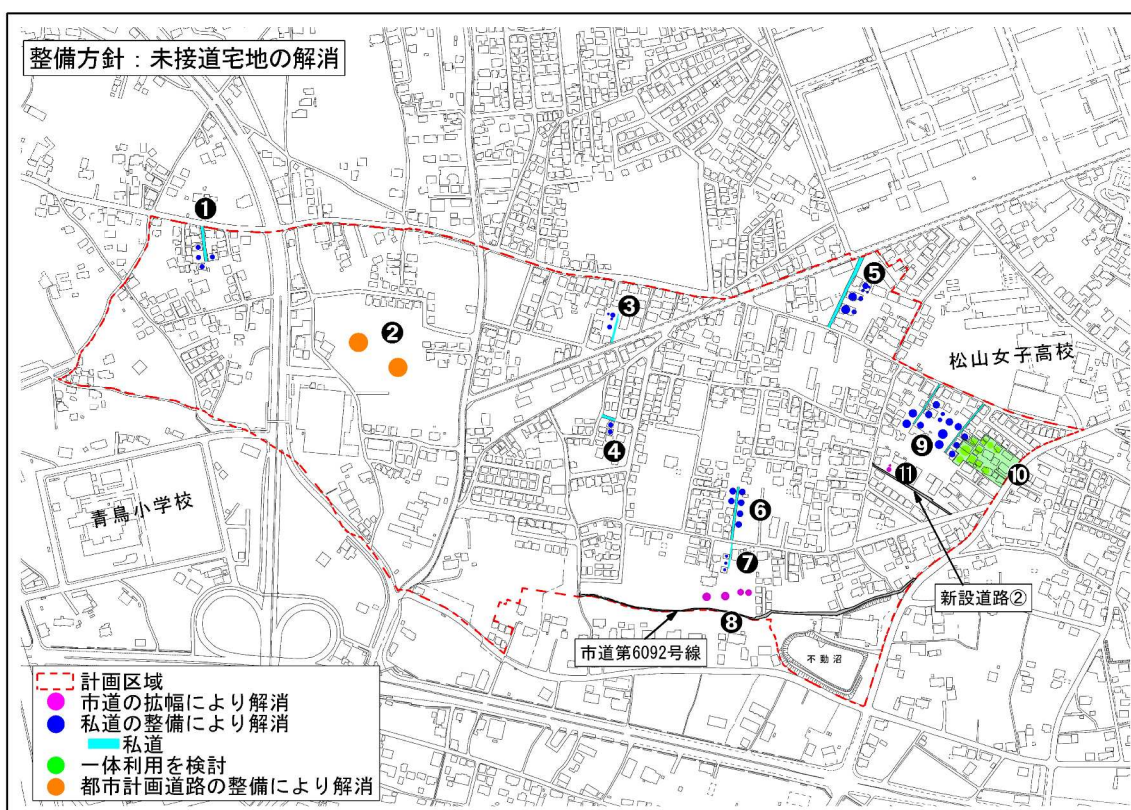 整備方針：未接道宅地の解消
❶
❷
❸
❹
❺
松山女子高校
❻
❼
❽
❾
❿
⓫
青鳥小学校
新設道路②
市道第6092号線
不動沼
計画区域
市道の拡幅により解消
私道の整備により解消
私道
一体利用を検討
都市計画道路の整備により解消